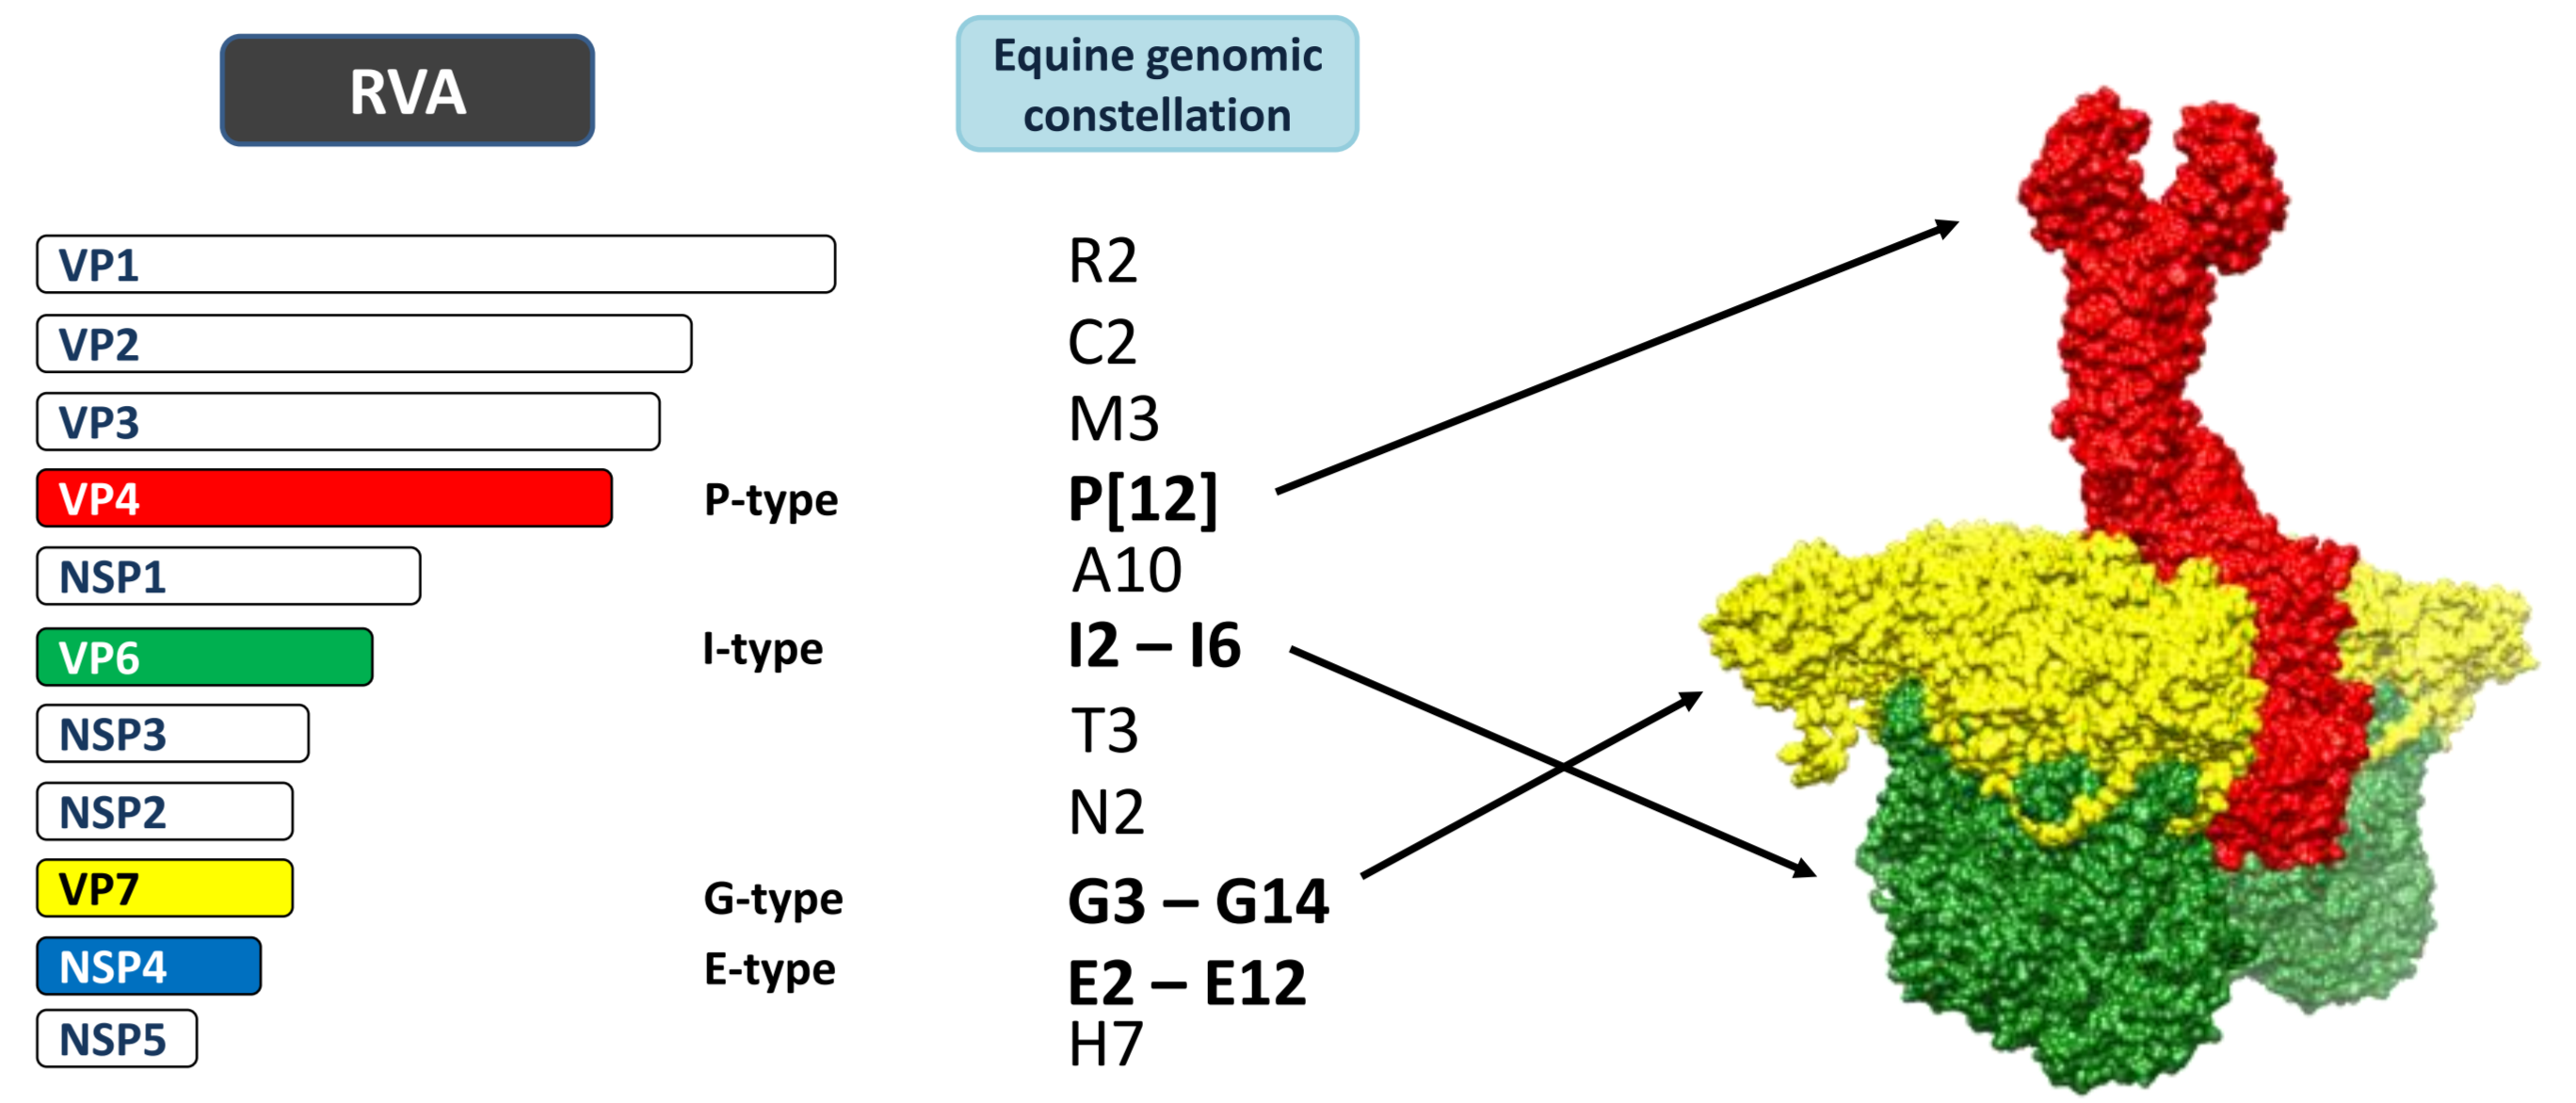 RVA
Equine genomic
constellation
VP1
R2
VP2
C2
VP3
M3
VP4
P-type
P[12]
NSP1
A10
VP6
I-type
I2 – I6
NSP3
T3
NSP2
N2
VP7
G-type
G3 – G14
NSP4
E-type
E2 – E12
NSP5
H7